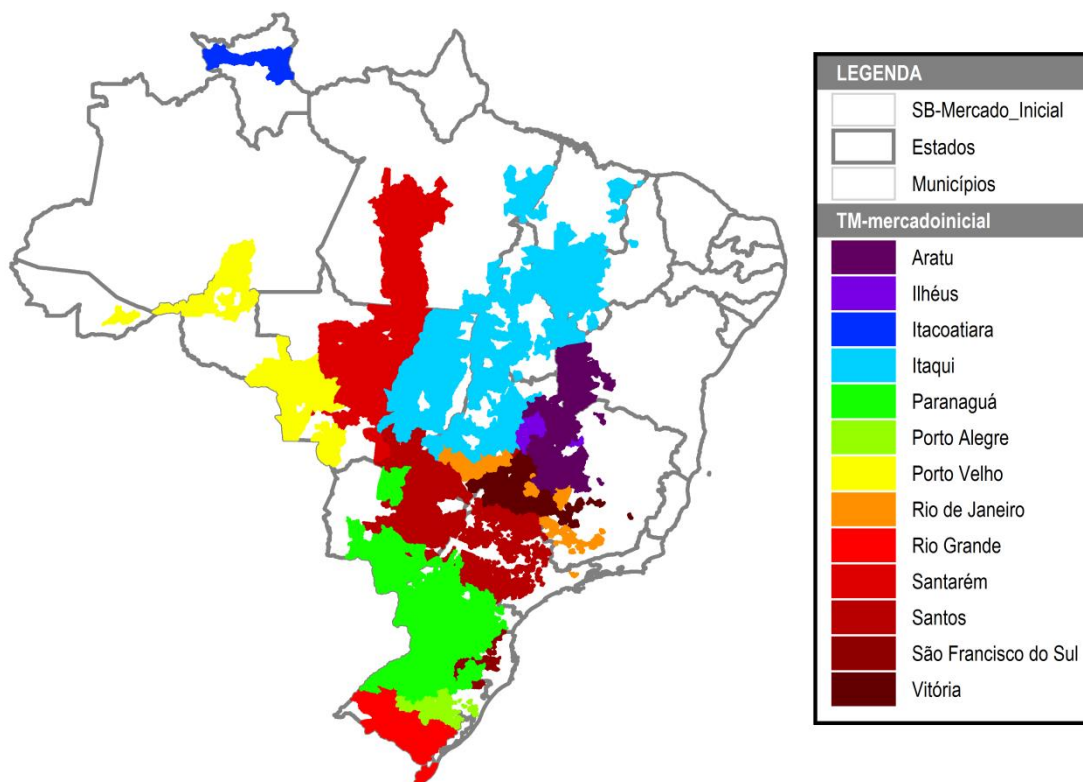 LEGENDA
SB-Mercado_Inicial
Estados
Municípios
TM-mercadoinicial
Aratu
Ilhéus
Itacoatiara
Itaqui
Paranaguá
Porto Alegre
Porto Velho
Rio de Janeiro
Rio Grande
Santarém
Santos
São Francisco do Sul
Vitória